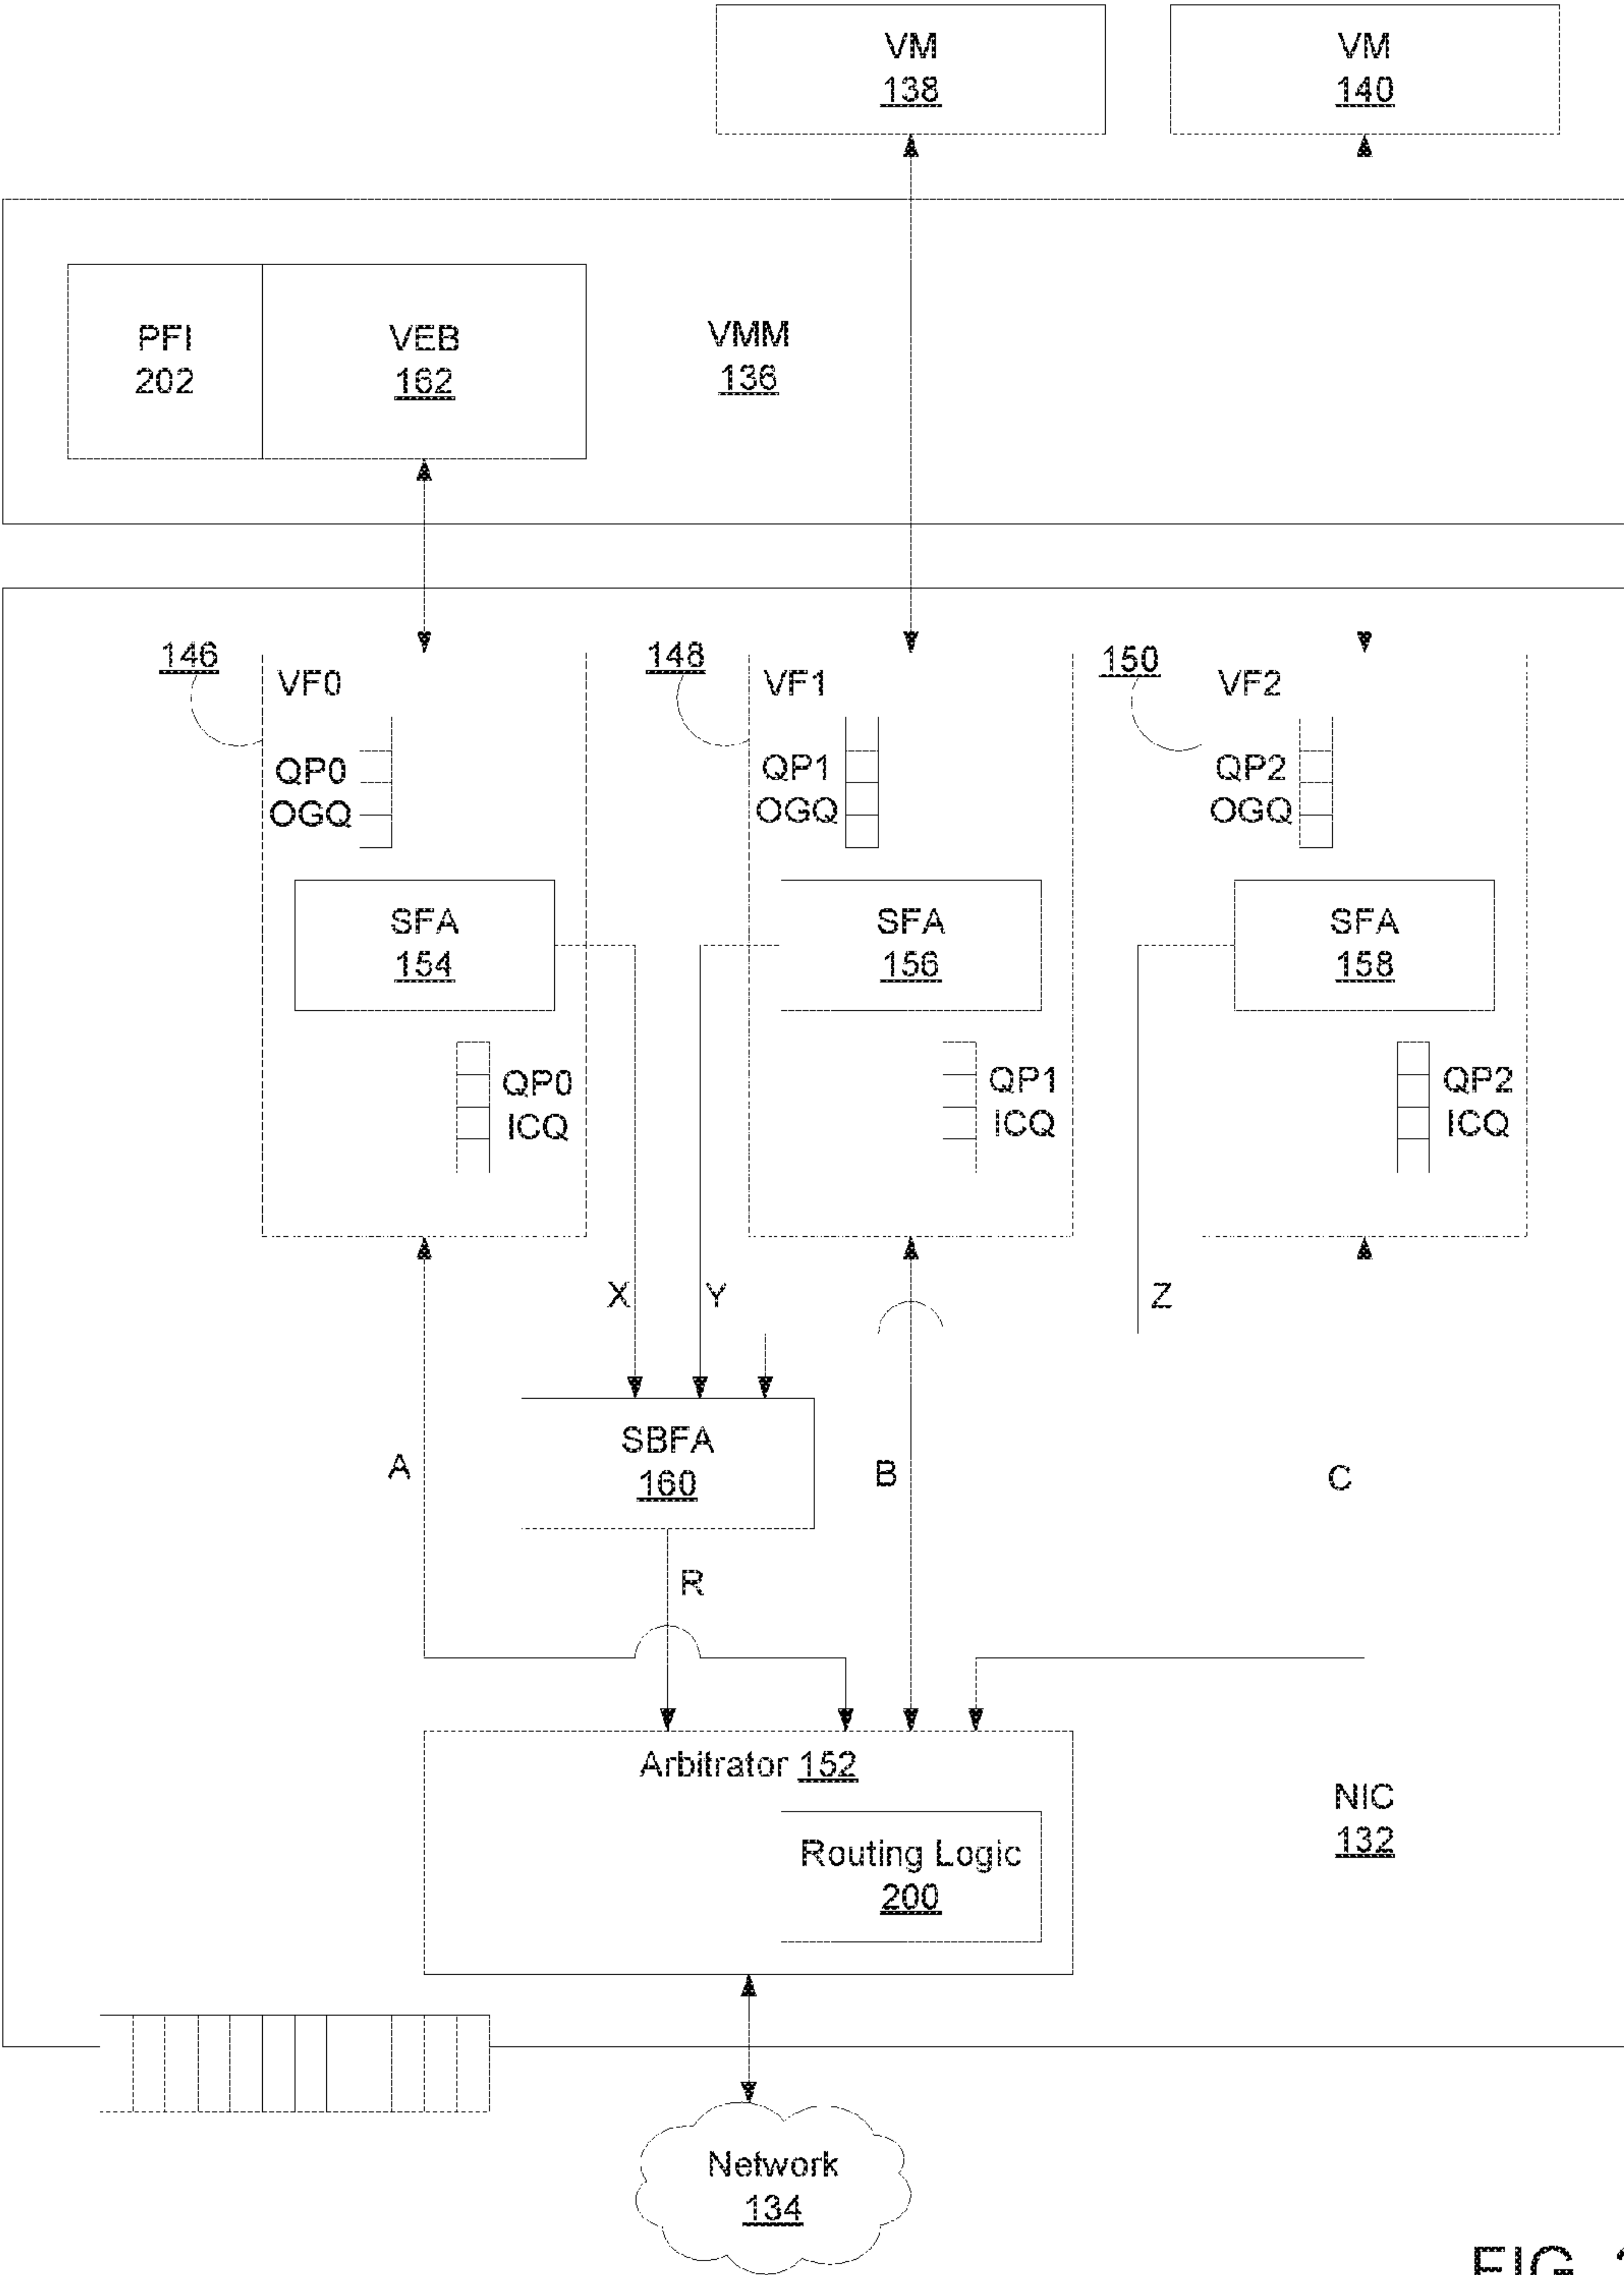 VM
138
VM
140
PFI
202
VEB
162
VMM
136
146
VF0
148
VF1
150
VF2
QP0
OGQ
QP1
OGQ
QP2
OGQ
SFA
154
SFA
156
SFA
158
QP0
ICQ
QP1
ICQ
QP2
ICQ
X
Y
Z
SBFA
160
A
B
C
R
Arbitrator 152
Routing Logic
200
NIC
132
Network
134
FIG.